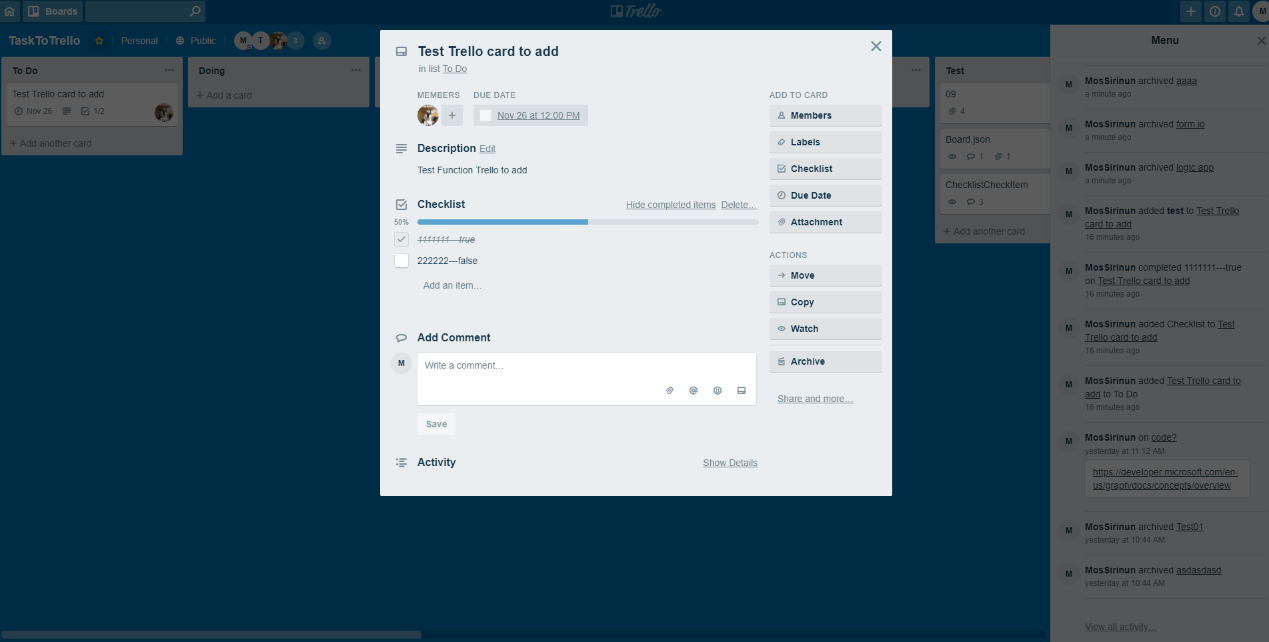 Boards
Trello
M
TaskToTrello
Personal
Public
M
T
3
To Do
Test Trello card to add
Nov 26
1/2
+ Add another card
Doing
+ Add a card
Test Trello card to add
in list To Do
MEMBERS
DUE DATE
+
Nov 26 at 12:00 PM
Description Edit
Test Function Trello to add
Checklist
Hide completed items
Delete…
50%
1111111---true
222222---false
Add an item…
Add Comment
M
Write a comment…
@
Save
Activity
Show Details
ADD TO CARD
Members
Labels
Checklist
Due Date
Attachment
ACTIONS
Move
Copy
Watch
Archive
Share and more…
Test
09
4
Board.json
1
1
ChecklistCheckItem
3
+ Add another card
Menu
M
MosSirinun archived aaaa
a minute ago
M
MosSirinun archived form io
a minute ago
M
MosSirinun archived logic app
a minute ago
M
MosSirinun added test to Test
Trello card to add
16 minutes ago
M
MosSirinun completed 1111111---true
on Test Trello card to add
16 minutes ago
M
MosSirinun added Checklist to Test
Trello card to add
16 minutes ago
M
MosSirinun added Test Trello card to
add to To Do
16 minutes ago
M
MosSirinun on code?
yesterday at 11:12 AM
https://developer.microsoft.com/en-
us/graph/docs/concepts/overview
M
MosSirinun archived Test01
yesterday at 10:44 AM
M
MosSirinun archived asdasdasd
yesterday at 10:44 AM
View all activity…